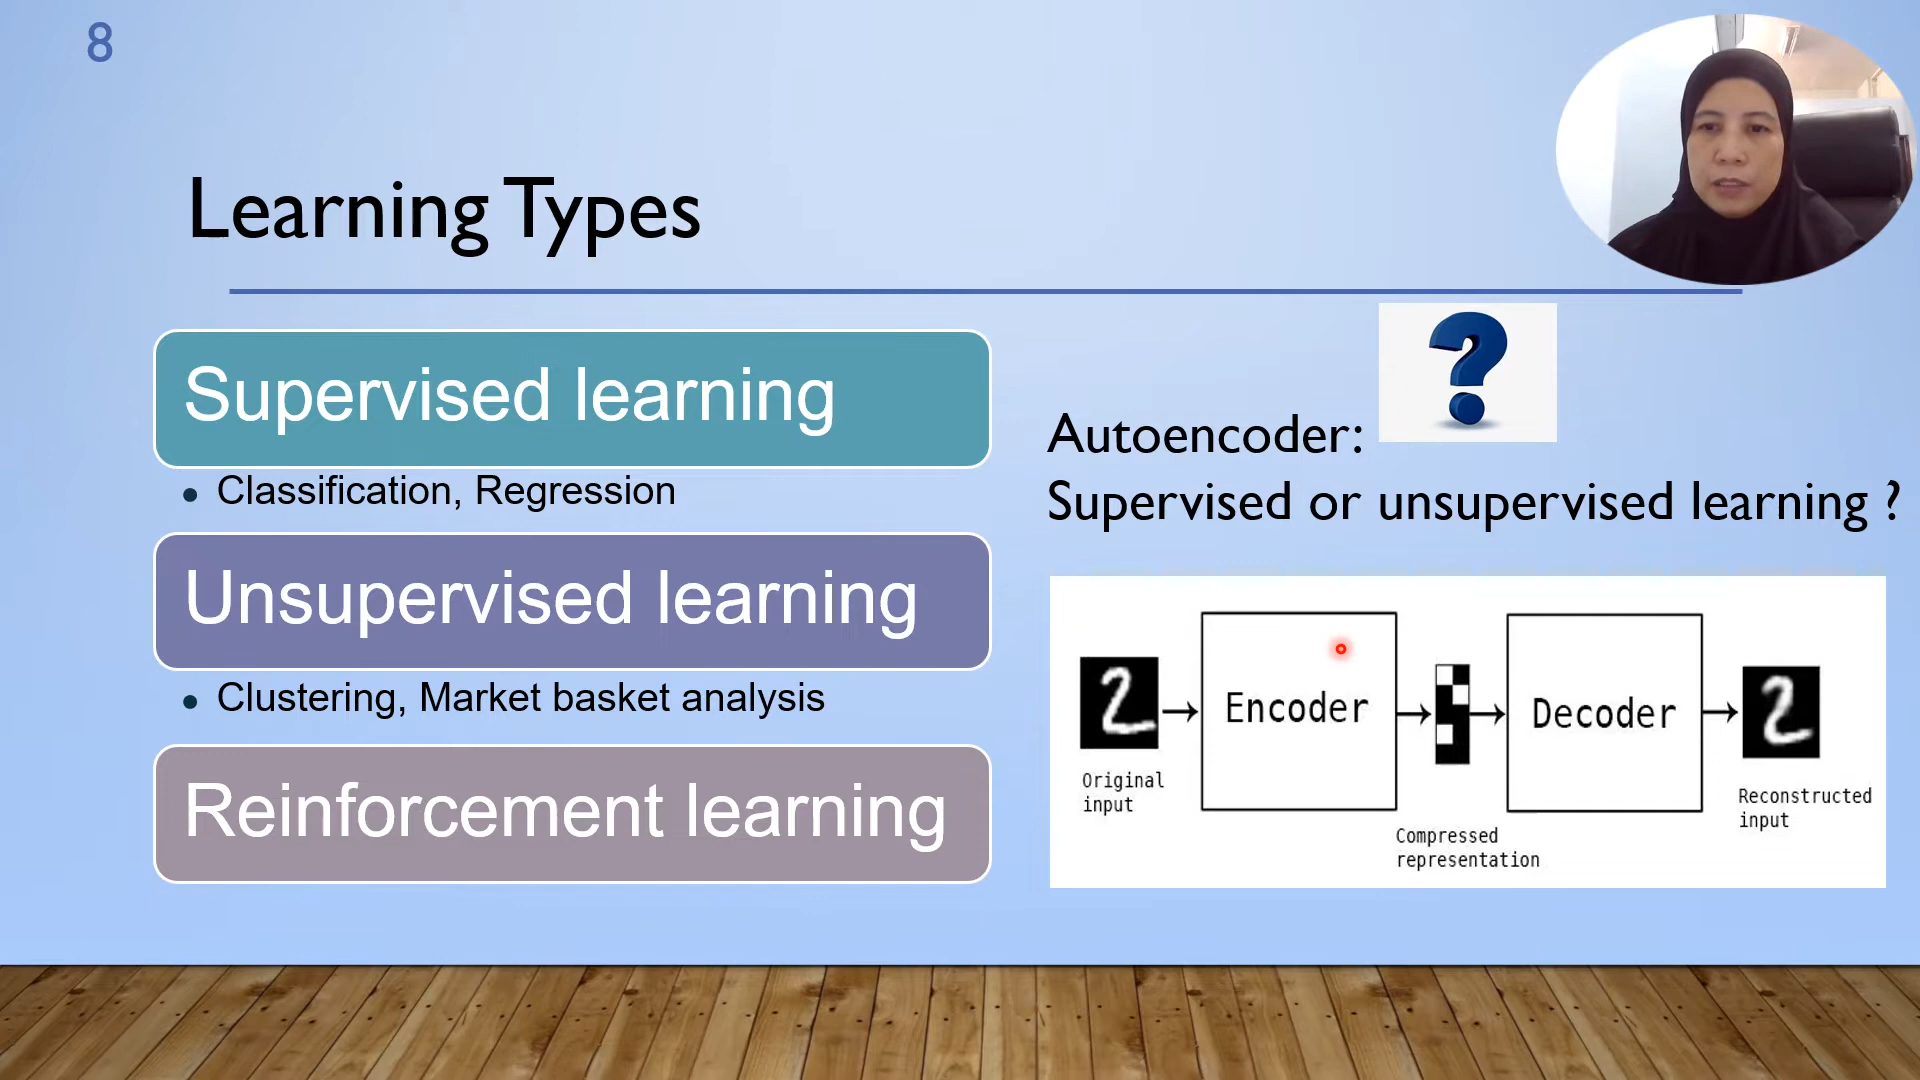 8
Learning Types
Supervised learning
• Classification, Regression
Unsupervised learning
• Clustering, Market basket analysis
Reinforcement learning
Autoencoder:
Supervised or unsupervised learning ?
Encoder
Decoder
Original
input
Compressed
representation
Reconstructed
input